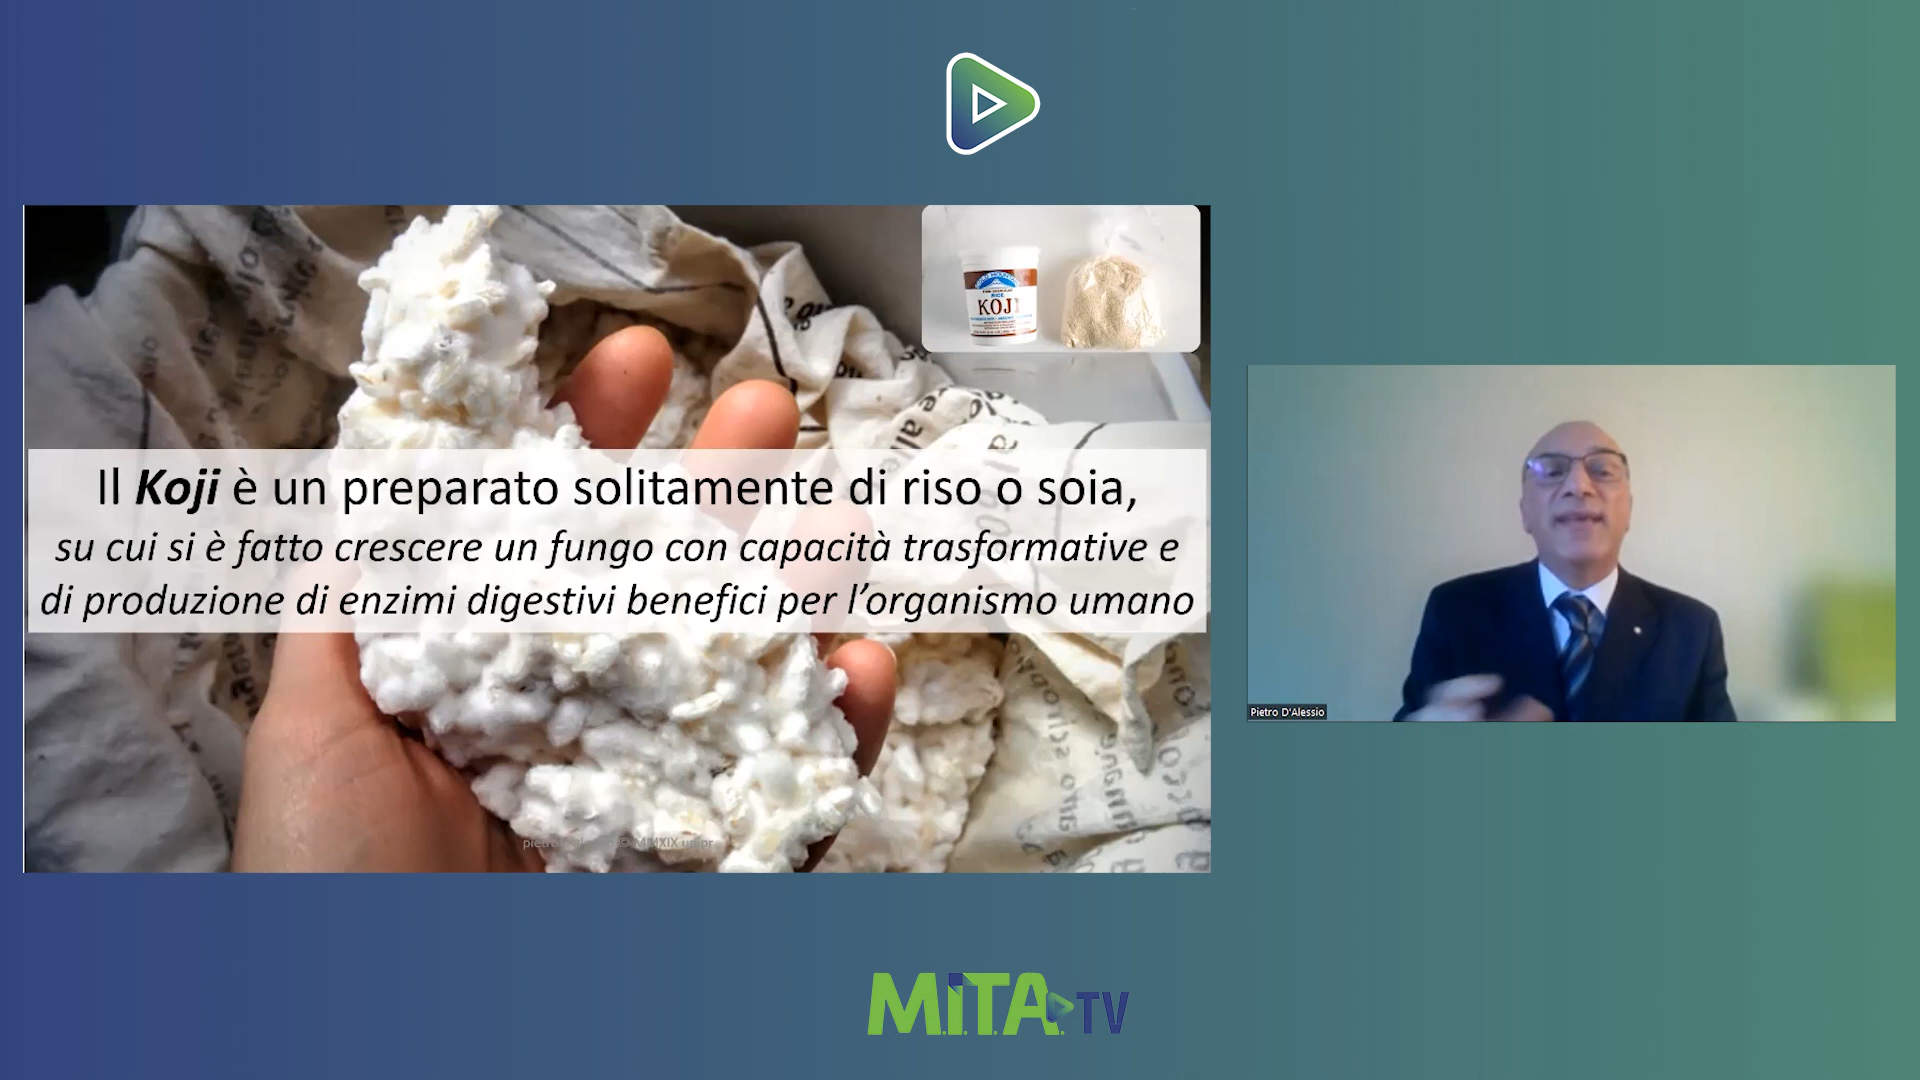 RICE
KOJI
Il Koji è un preparato solitamente di riso o soia,
su cui si è fatto crescere un fungo con capacità trasformative e
di produzione di enzimi digestivi benefici per l’organismo umano
Pietro D'Alessio
M.I.T.A. TV